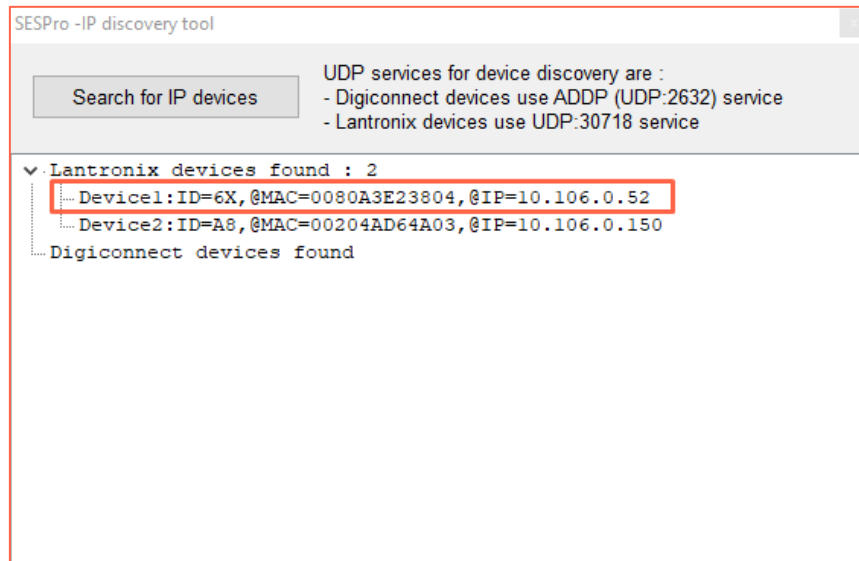 SESPro -IP discovery tool
Search for IP devices
UDP services for device discovery are :
- Digiconnect devices use ADDP (UDP:2632) service
- Lantronix devices use UDP:30718 service
Lantronix devices found : 2
Device1:ID=6X,@MAC=0080A3E23804,@IP=10.106.0.52
Device2:ID=A8,@MAC=00204AD64A03,@IP=10.106.0.150
Digiconnect devices found